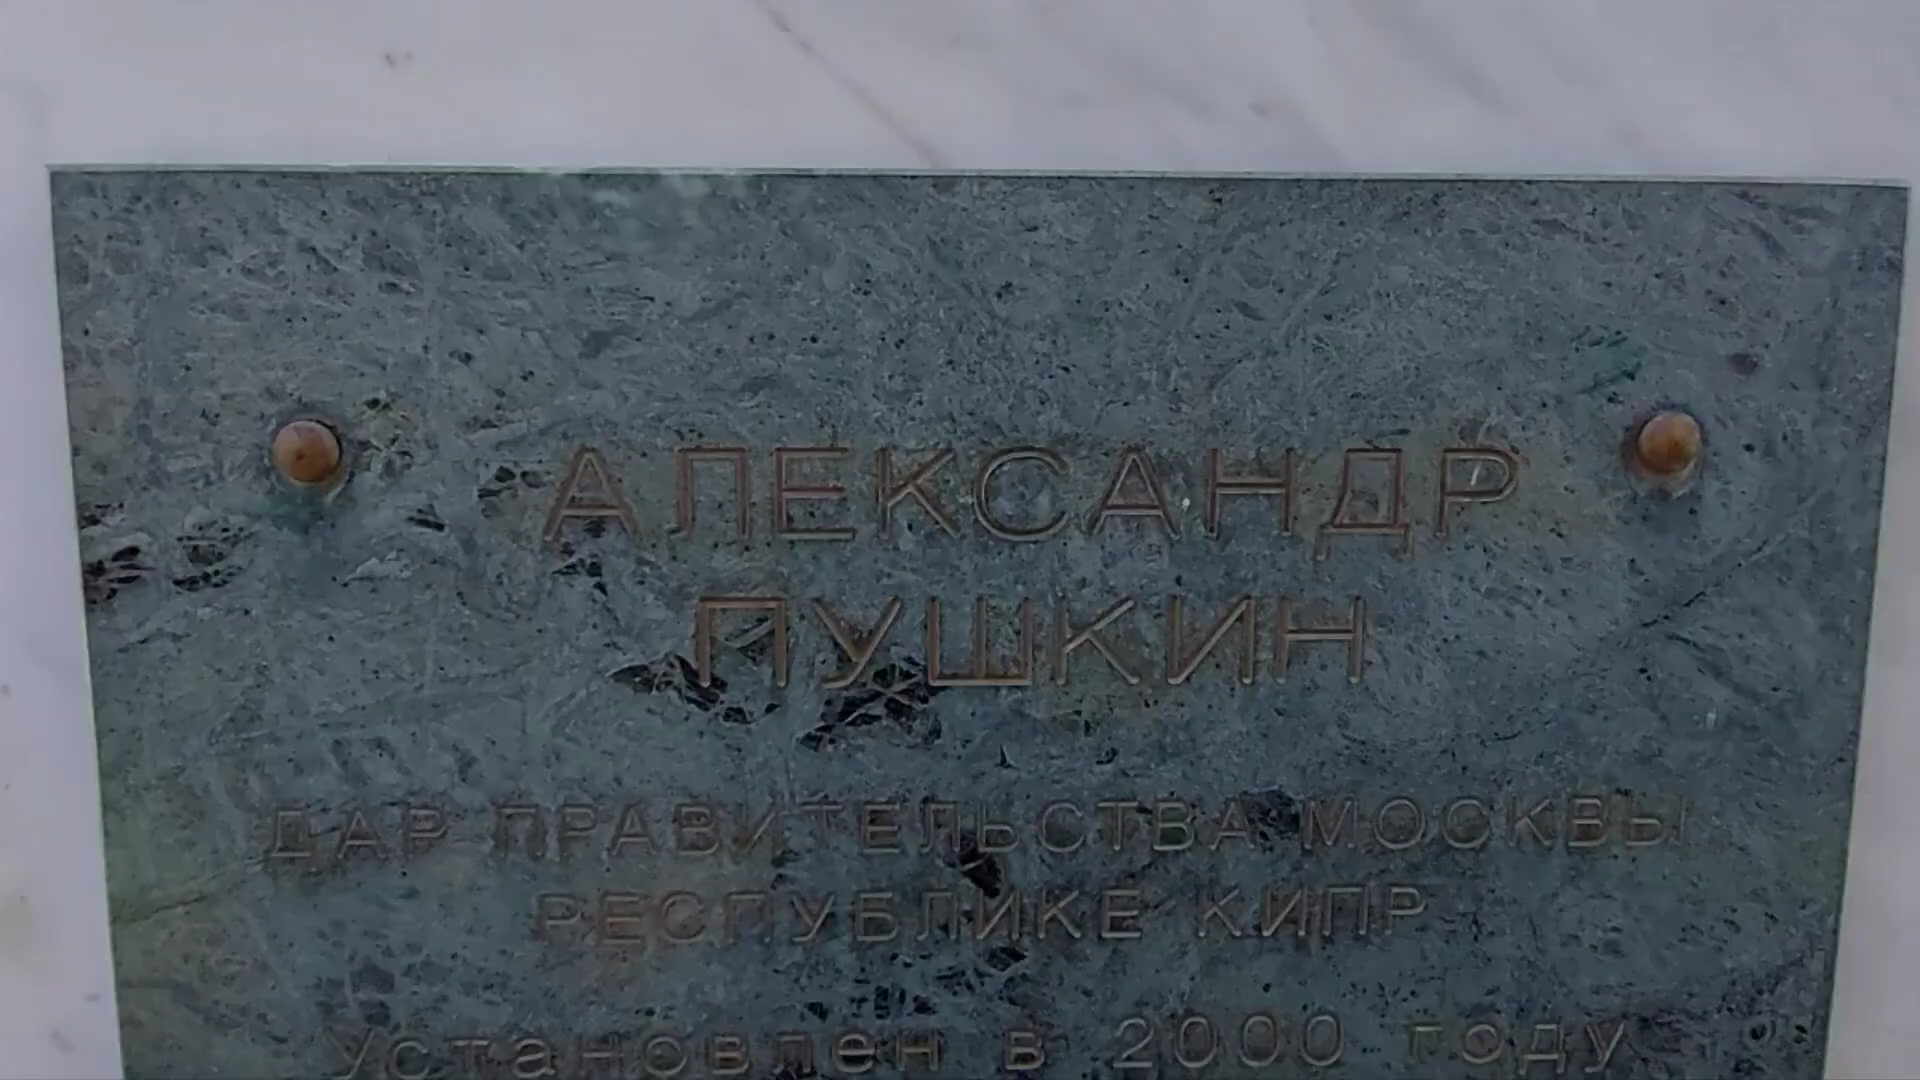 АЛЕКСАНДР
ПУШКИН
ДАР ПРАВИТЕЛЬСТВА МОСКВЫ
РЕСПУБЛИКЕ КИПР
Установлен в 2000 году